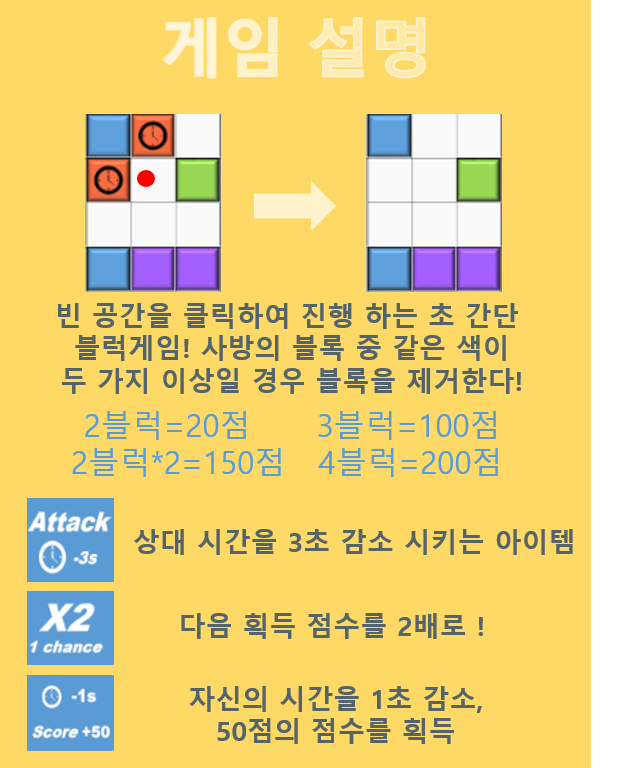 게임 설명
빈 공간을 클릭하여 진행 하는 초 간단
블럭게임! 사방의 블록 중 같은 색이
두 가지 이상일 경우 블록을 제거한다!
2블럭=20점 3블럭=100점
2블럭*2=150점 4블럭=200점
Attack
-3s
상대 시간을 3초 감소 시키는 아이템
X2
1 chance
다음 획득 점수를 2배로 !
-1s
Score +50
자신의 시간을 1초 감소,
50점의 점수를 획득